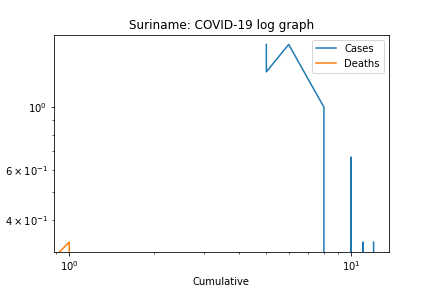 Suriname: COVID-19 log graph
Cases
Deaths
10⁰
6 × 10⁻¹
4 × 10⁻¹
10⁰
10¹
Cumulative